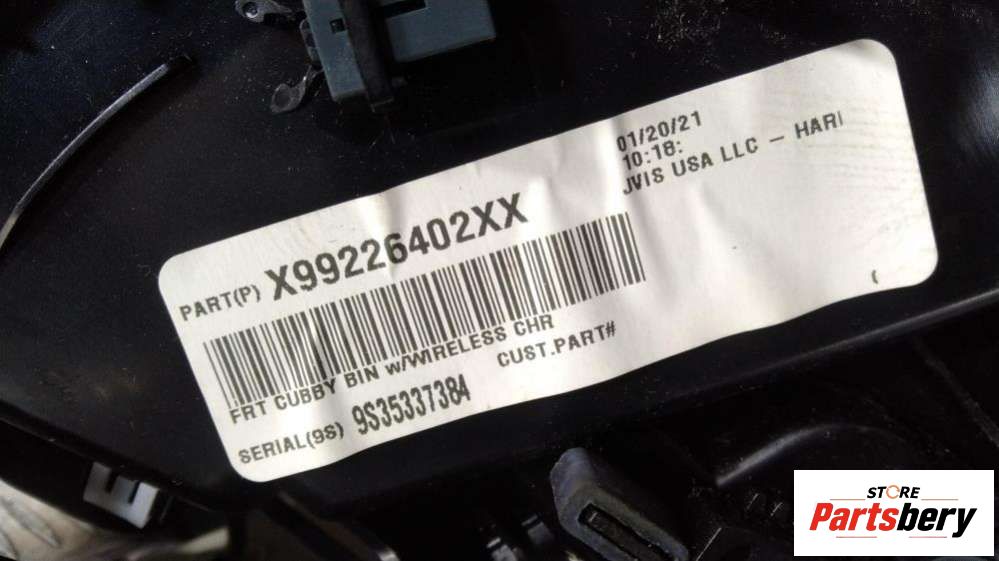 01/20/21
10:18:
JVIS USA LLC – HARI
PART(P) X99226402XX
FRT CUBBY BIN w/WIRELESS CHR
CUST.PART#
SERIAL(9S) 9S35337384
(
STORE
Partsbery